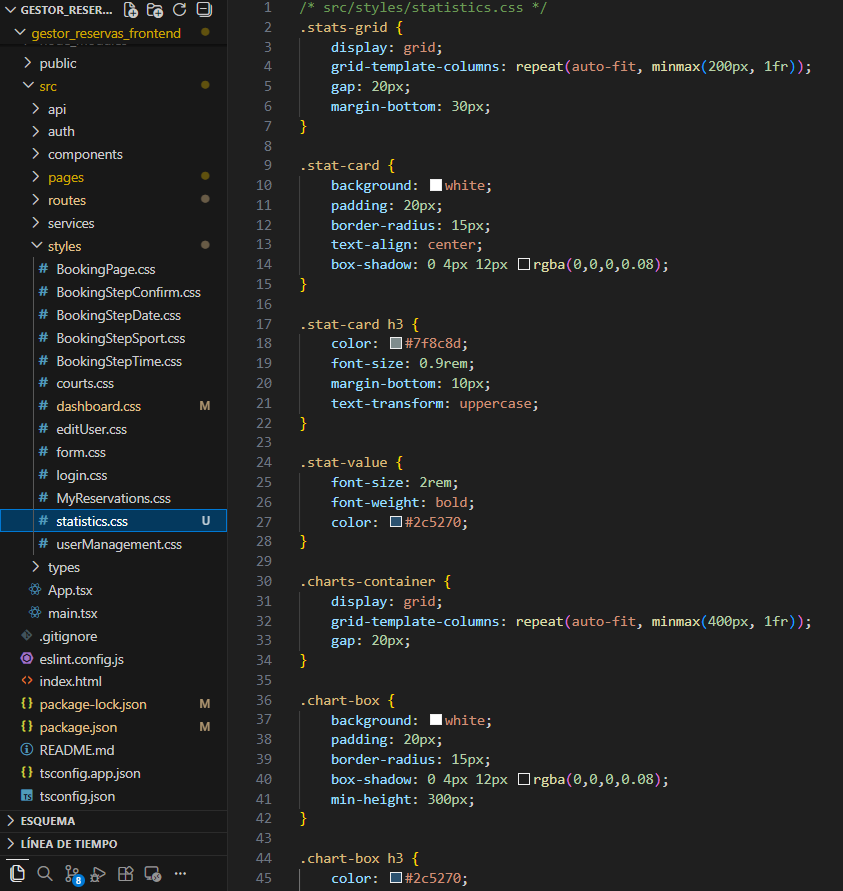 GESTOR_RESER...
gestor_reservas_frontend
node_modules
public
src
api
auth
components
pages
routes
services
styles
# BookingPage.css
# BookingStepConfirm.css
# BookingStepDate.css
# BookingStepSport.css
# BookingStepTime.css
# courts.css
# dashboard.css M
# editUser.css
# form.css
# login.css
# MyReservations.css
# statistics.css U
# userManagement.css
types
App.tsx
main.tsx
.gitignore
eslint.config.js
<> index.html
{} package-lock.json M
{} package.json M
README.md
{} tsconfig.app.json
TS tsconfig.json
ESQUEMA
LÍNEA DE TIEMPO
8
1 /* src/styles/statistics.css */
2 .stats-grid {
3 display: grid;
4 grid-template-columns: repeat(auto-fit, minmax(200px, 1fr));
5 gap: 20px;
6 margin-bottom: 30px;
7 }
8
9 .stat-card {
10 background: white;
11 padding: 20px;
12 border-radius: 15px;
13 text-align: center;
14 box-shadow: 0 4px 12px rgba(0,0,0,0.08);
15 }
16
17 .stat-card h3 {
18 color: #7f8c8d;
19 font-size: 0.9rem;
20 margin-bottom: 10px;
21 text-transform: uppercase;
22 }
23
24 .stat-value {
25 font-size: 2rem;
26 font-weight: bold;
27 color: #2c5270;
28 }
29
30 .charts-container {
31 display: grid;
32 grid-template-columns: repeat(auto-fit, minmax(400px, 1fr));
33 gap: 20px;
34 }
35
36 .chart-box {
37 background: white;
38 padding: 20px;
39 border-radius: 15px;
40 box-shadow: 0 4px 12px rgba(0,0,0,0.08);
41 min-height: 300px;
42 }
43
44 .chart-box h3 {
45 color: #2c5270;